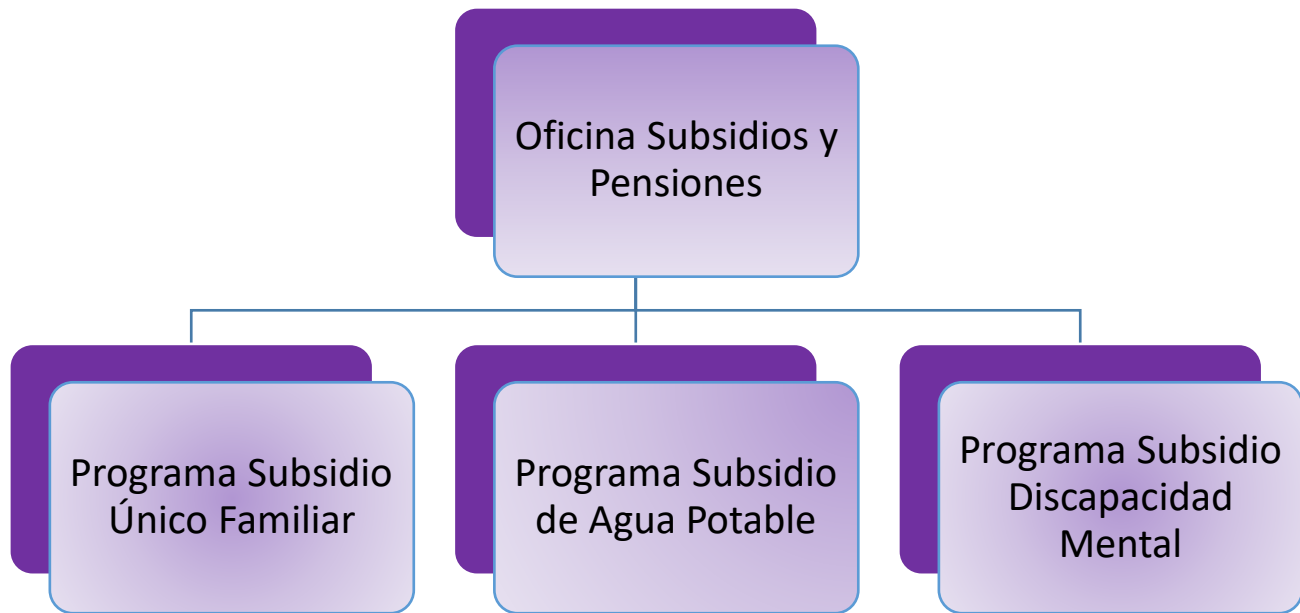 Oficina Subsidios y
Pensiones
Programa Subsidio
Único Familiar
Programa Subsidio
de Agua Potable
Programa Subsidio
Discapacidad
Mental